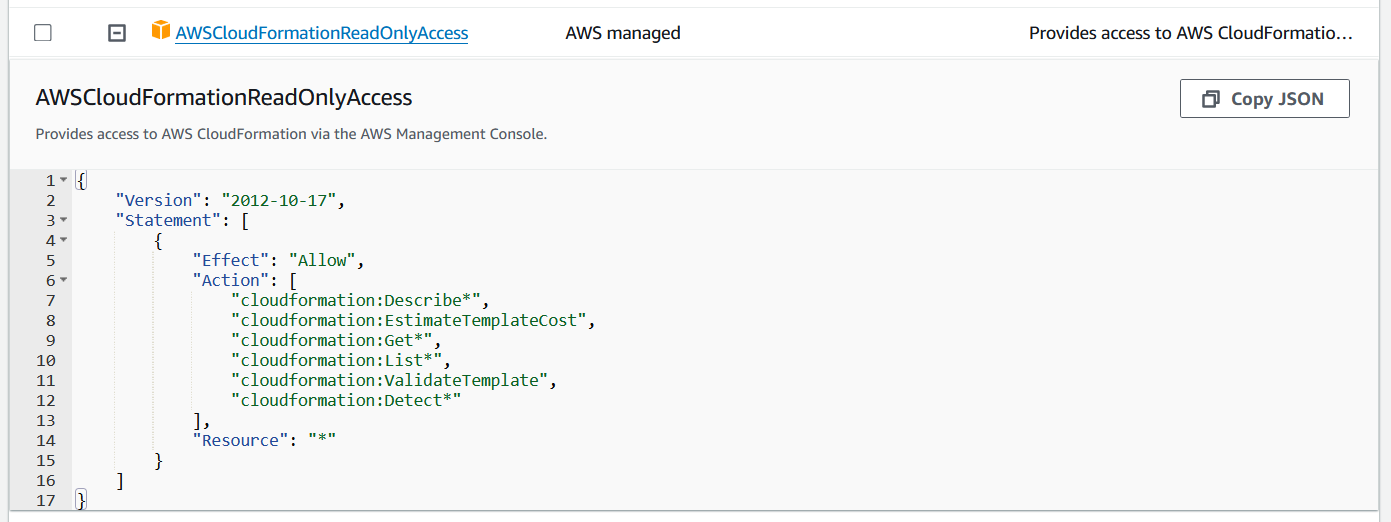 AWSCloudFormationReadOnlyAccess AWS managed Provides access to AWS CloudFormatio...
AWSCloudFormationReadOnlyAccess
Copy JSON
Provides access to AWS CloudFormation via the AWS Management Console.
1 {
2     "Version": "2012-10-17",
3     "Statement": [
4         {
5             "Effect": "Allow",
6             "Action": [
7                 "cloudformation:Describe*",
8                 "cloudformation:EstimateTemplateCost",
9                 "cloudformation:Get*",
10                 "cloudformation:List*",
11                 "cloudformation:ValidateTemplate",
12                 "cloudformation:Detect*"
13             ],
14             "Resource": "*"
15         }
16     ]
17 }